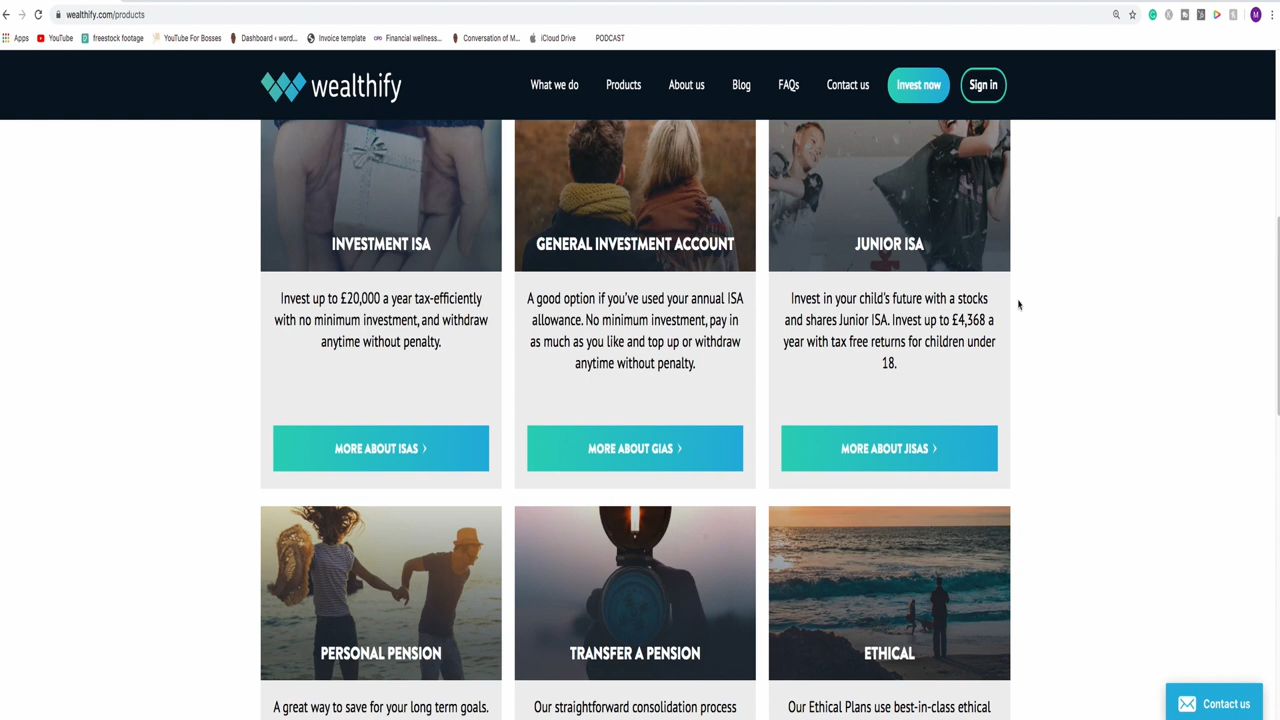 wealthify.com/products
Apps YouTube freestock footage YouTube For Bosses Dashboard ‹ word... Invoice template Financial wellness... Conversation of M... iCloud Drive PODCAST
wealthify What we do Products About us Blog FAQs Contact us Invest now Sign in
INVESTMENT ISA
Invest up to £20,000 a year tax-efficiently
with no minimum investment, and withdraw
anytime without penalty.
MORE ABOUT ISAS ›
GENERAL INVESTMENT ACCOUNT
A good option if you've used your annual ISA
allowance. No minimum investment, pay in
as much as you like and top up or withdraw
anytime without penalty.
MORE ABOUT GIAS ›
JUNIOR ISA
Invest in your child's future with a stocks
and shares Junior ISA. Invest up to £4,368 a
year with tax free returns for children under
18.
MORE ABOUT JISAS ›
PERSONAL PENSION
A great way to save for your long term goals.
TRANSFER A PENSION
Our straightforward consolidation process
ETHICAL
Our Ethical Plans use best-in-class ethical
Contact us